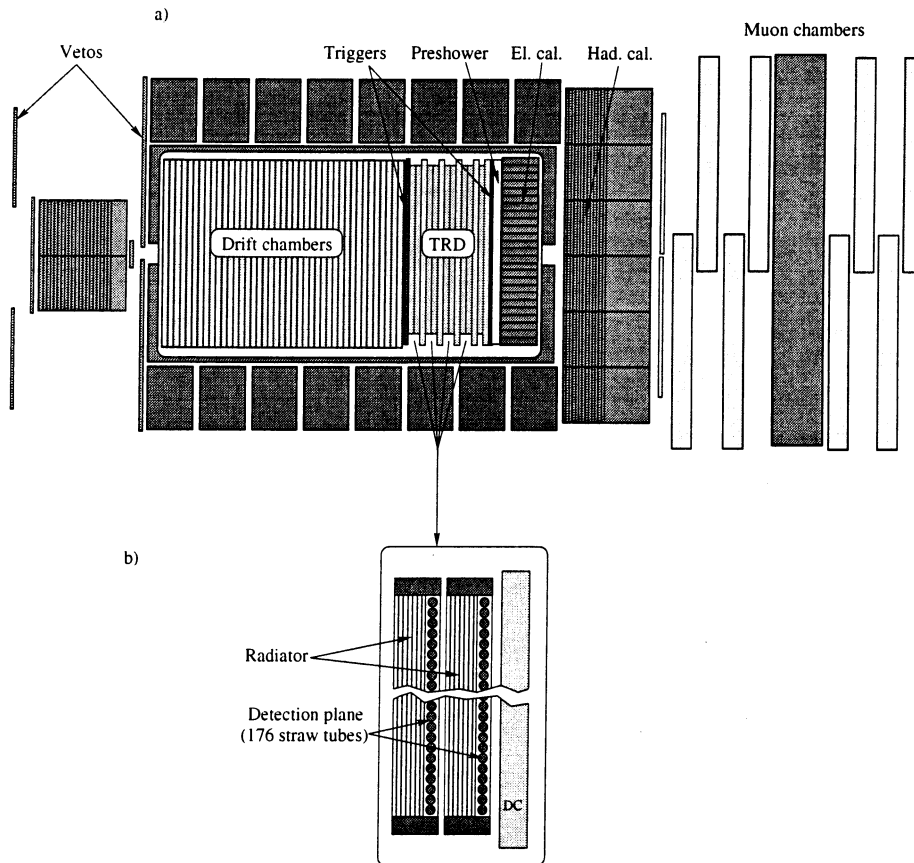 a)
Muon chambers
Vetos
Triggers
Preshower
El. cal.
Had. cal.
Drift chambers
TRD
b)
Radiator
Detection plane
(176 straw tubes)
DC